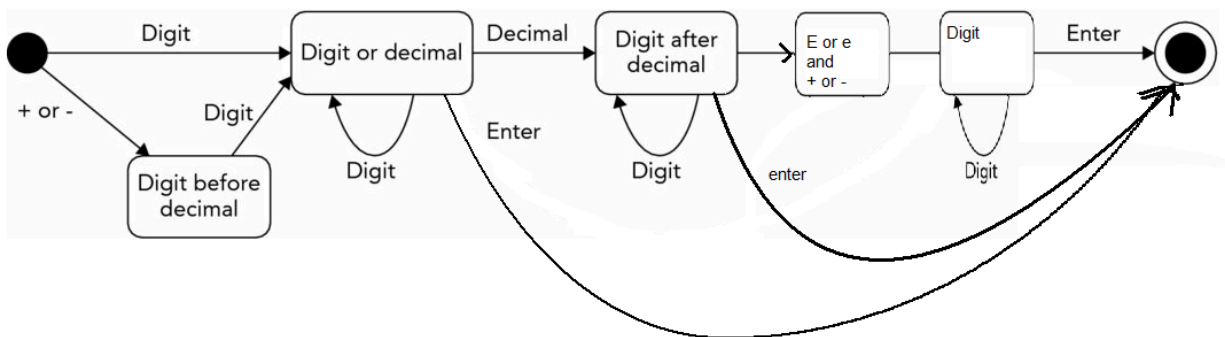 Digit
Digit or decimal
Decimal
Digit after
decimal
E or e
and
+ or -
Digit
Enter
+ or -
Digit
Digit before
decimal
Digit
Enter
Digit
enter
Digit